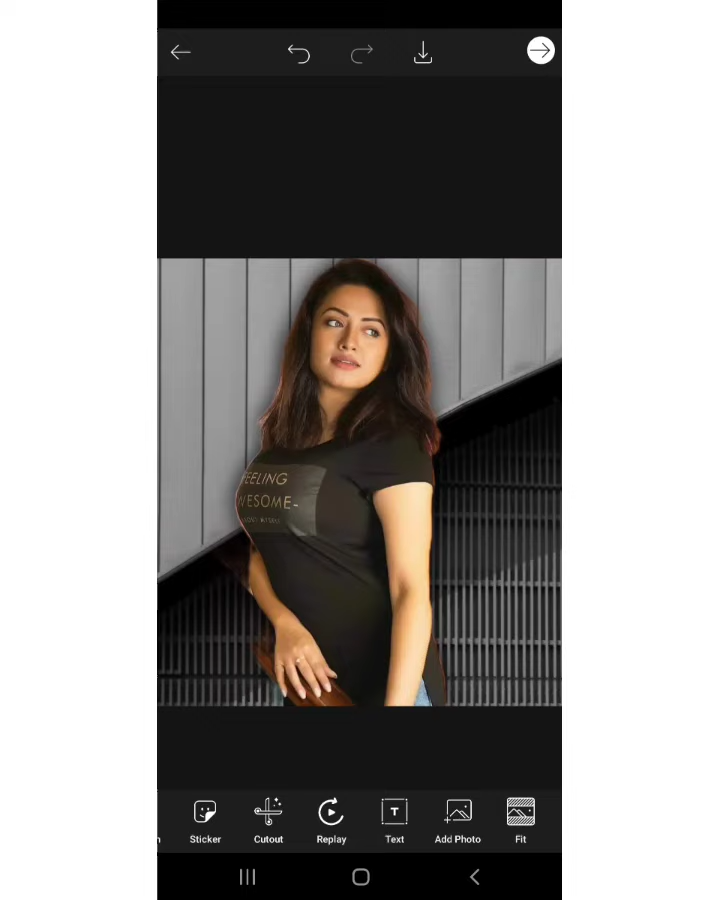 EELING
WESOME-
Sticker
Cutout
Replay
Text
Add Photo
Fit